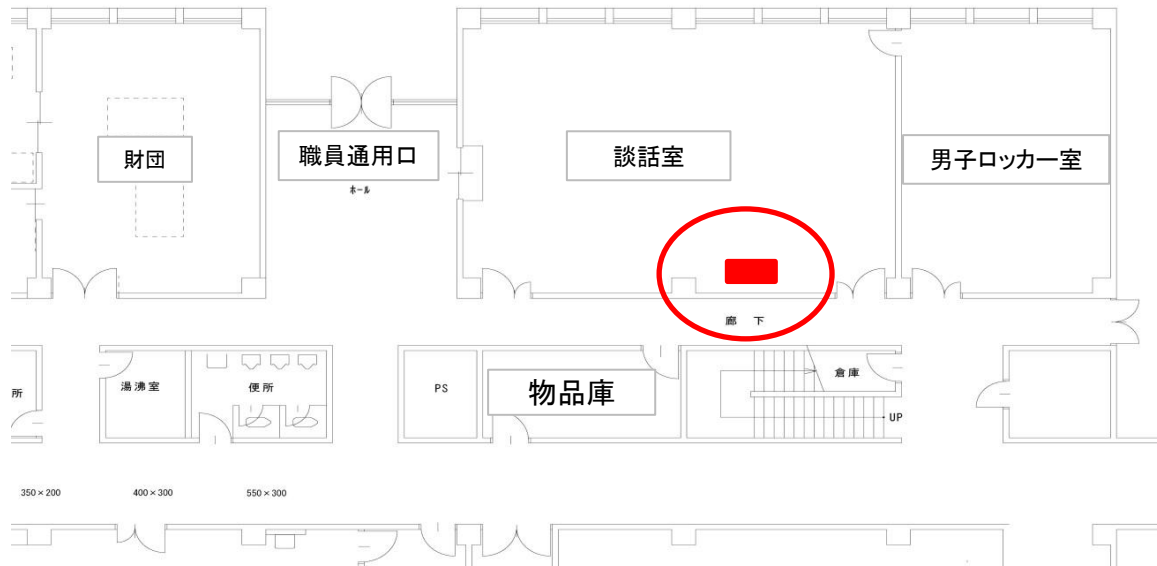 財団
職員通用口
ホール
談話室
男子ロッカー室
廊 下
所
湯沸室
便所
PS
物品庫
倉庫
UP
350×200
400×300
550×300